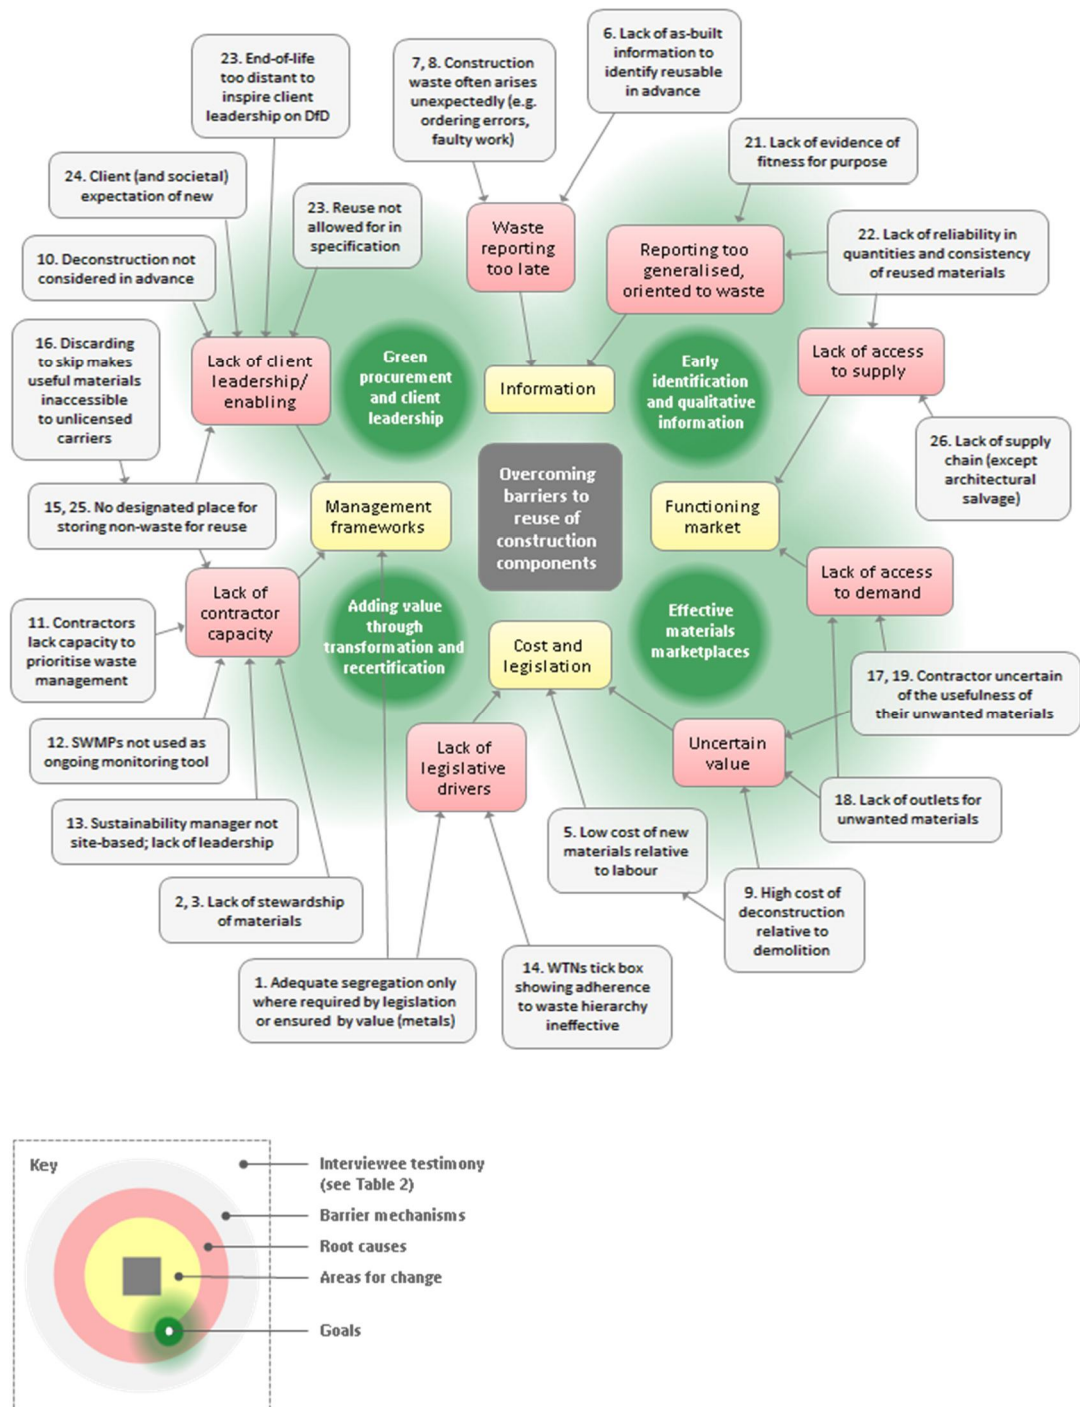 6. Lack of as-built
information to
identify reusable
in advance
23. End-of-life
too distant to
inspire client
leadership on DfD
7, 8. Construction
waste often arises
unexpectedly (e.g.
ordering errors,
faulty work)
21. Lack of evidence of
fitness for purpose
24. Client (and societal)
expectation of new
23. Reuse not
allowed for in
specification
Waste
reporting
too late
Reporting too
generalised,
oriented to waste
22. Lack of reliability in
quantities and consistency
of reused materials
10. Deconstruction not
considered in advance
16. Discarding
to skip makes
useful materials
inaccessible
to unlicensed
carriers
Lack of client
leadership/
enabling
Green
procurement
and client
leadership
Information
Early
identification
and qualitative
information
Lack of access
to supply
26. Lack of supply
chain (except
architectural
salvage)
15, 25. No designated place for
storing non-waste for reuse
Management
frameworks
Overcoming
barriers to
reuse of
construction
components
Functioning
market
Lack of
contractor
capacity
Adding value
through
transformation and
recertification
Cost and
legislation
Effective
materials
marketplaces
Lack of access
to demand
11. Contractors
lack capacity to
prioritise waste
management
17, 19. Contractor uncertain
of the usefulness of
their unwanted materials
12. SWMPs not used as
ongoing monitoring tool
Lack of
legislative
drivers
Uncertain
value
13. Sustainability manager not
site-based; lack of leadership
5. Low cost of new
materials relative
to labour
18. Lack of outlets for
unwanted materials
2, 3. Lack of stewardship
of materials
9. High cost of
deconstruction
relative to
demolition
1. Adequate segregation only
where required by legislation
or ensured by value (metals)
14. WTNs tick box
showing adherence
to waste hierarchy
ineffective
Key
Interviewee testimony
(see Table 2)
Barrier mechanisms
Root causes
Areas for change
Goals